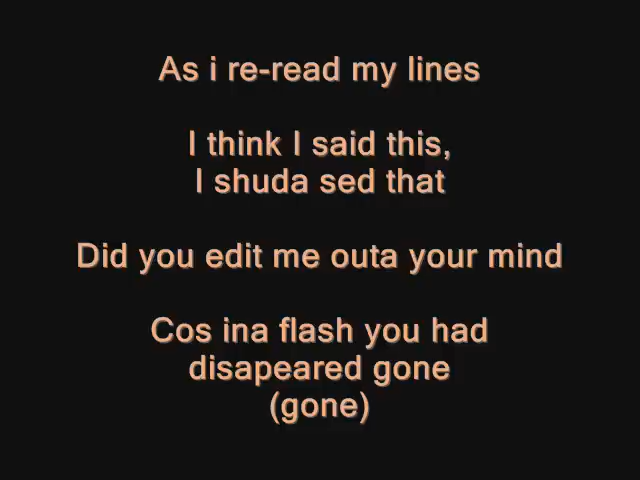 As i re-read my lines
I think I said this,
I shuda sed that
Did you edit me outa your mind
Cos ina flash you had
disapeared gone
(gone)